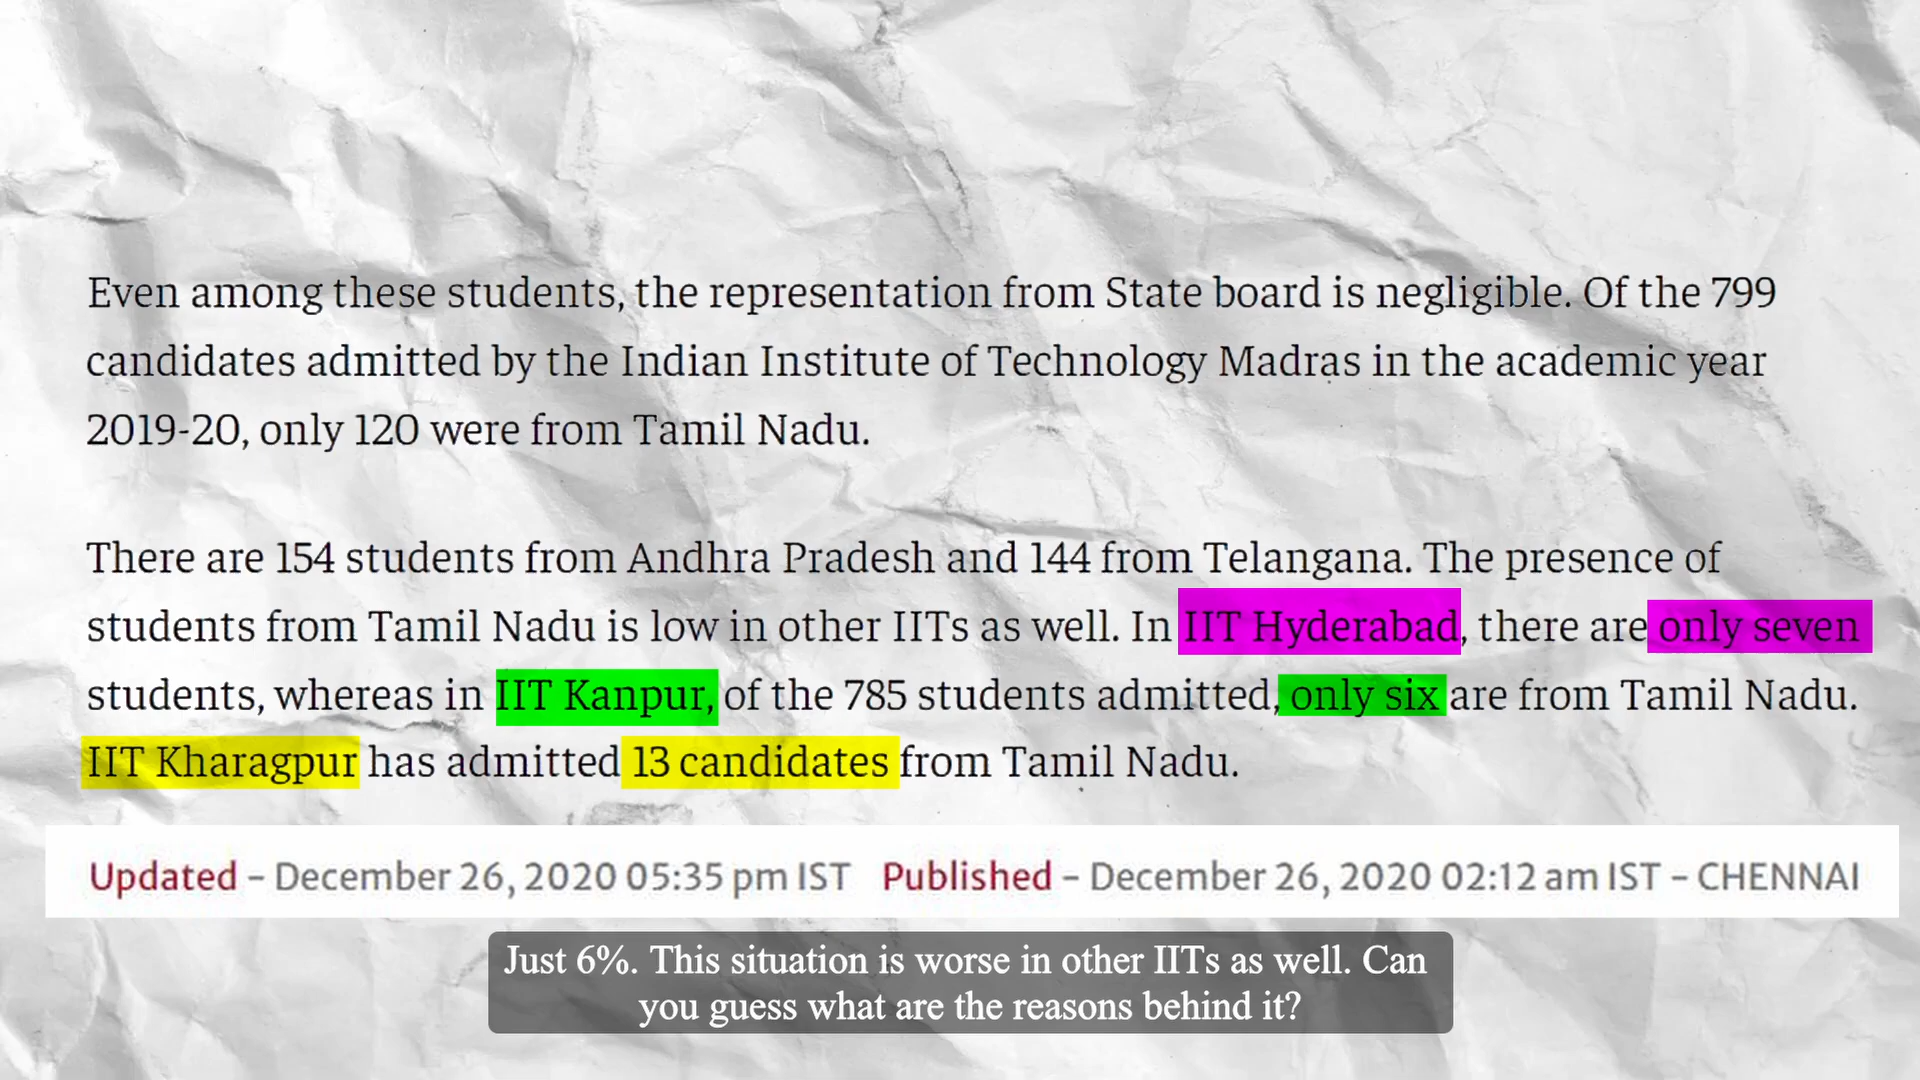 Even among these students, the representation from State board is negligible. Of the 799
candidates admitted by the Indian Institute of Technology Madras in the academic year
2019-20, only 120 were from Tamil Nadu.
There are 154 students from Andhra Pradesh and 144 from Telangana. The presence of
students from Tamil Nadu is low in other IITs as well. In IIT Hyderabad, there are only seven
students, whereas in IIT Kanpur, of the 785 students admitted, only six are from Tamil Nadu.
IIT Kharagpur has admitted 13 candidates from Tamil Nadu.
Updated – December 26, 2020 05:35 pm IST Published – December 26, 2020 02:12 am IST – CHENNAI
Just 6%. This situation is worse in other IITs as well. Can
you guess what are the reasons behind it?